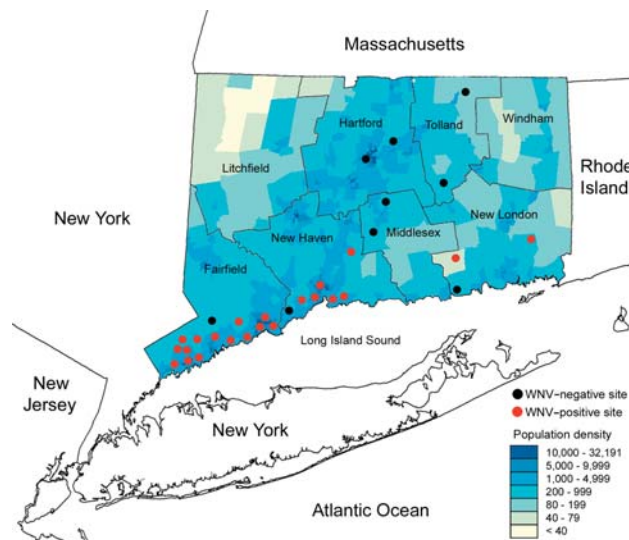 Massachusetts
Hartford
Tolland
Windham
Litchfield
Rhode
Island
New York
New London
New Haven
Middlesex
Fairfield
Long Island Sound
New
Jersey
WNV-negative site
WNV-positive site
New York
Population density
10,000 - 32,191
5,000 - 9,999
1,000 - 4,999
200 - 999
80 - 199
40 - 79
< 40
Atlantic Ocean